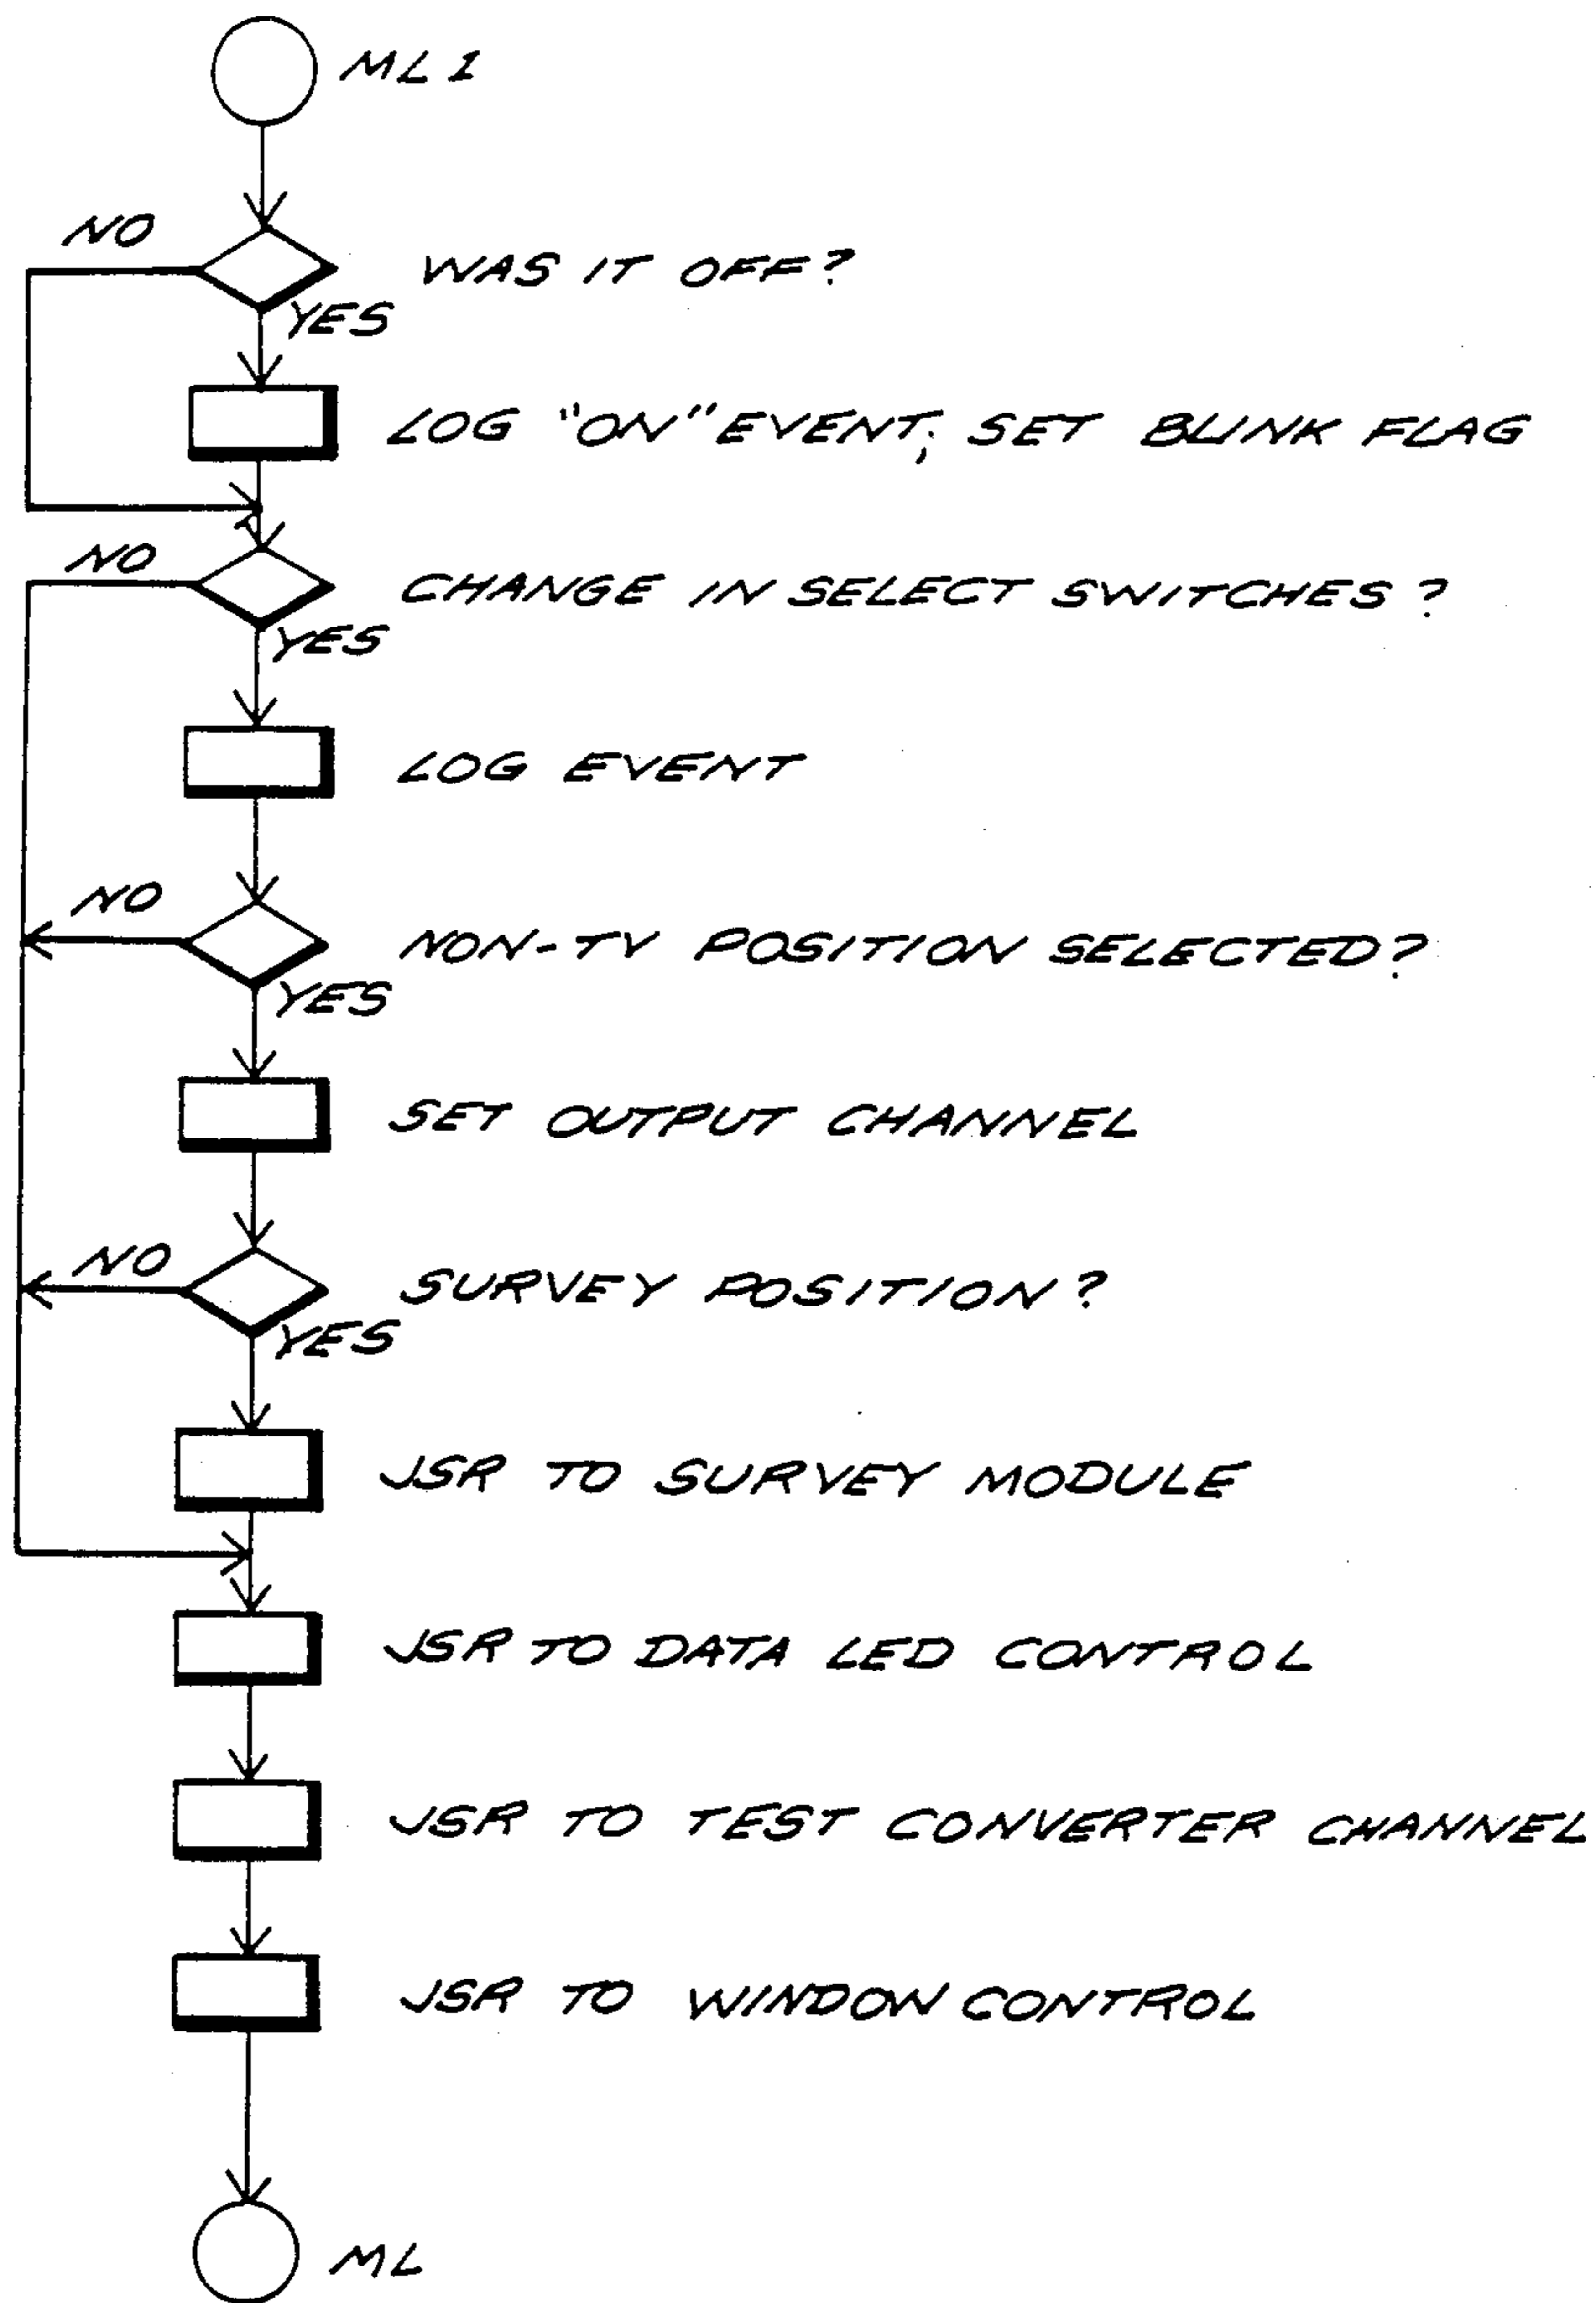 ML 1
NO
WAS IT OFF?
YES
LOG "ON" EVENT; SET BLINK FLAG
NO
CHANGE IN SELECT SWITCHES?
YES
LOG EVENT
NO
NON-TV POSITION SELECTED?
YES
SET OUTPUT CHANNEL
NO
SURVEY POSITION?
YES
JSR TO SURVEY MODULE
JSR TO DATA LED CONTROL
JSR TO TEST CONVERTER CHANNEL
JSR TO WINDOW CONTROL
ML